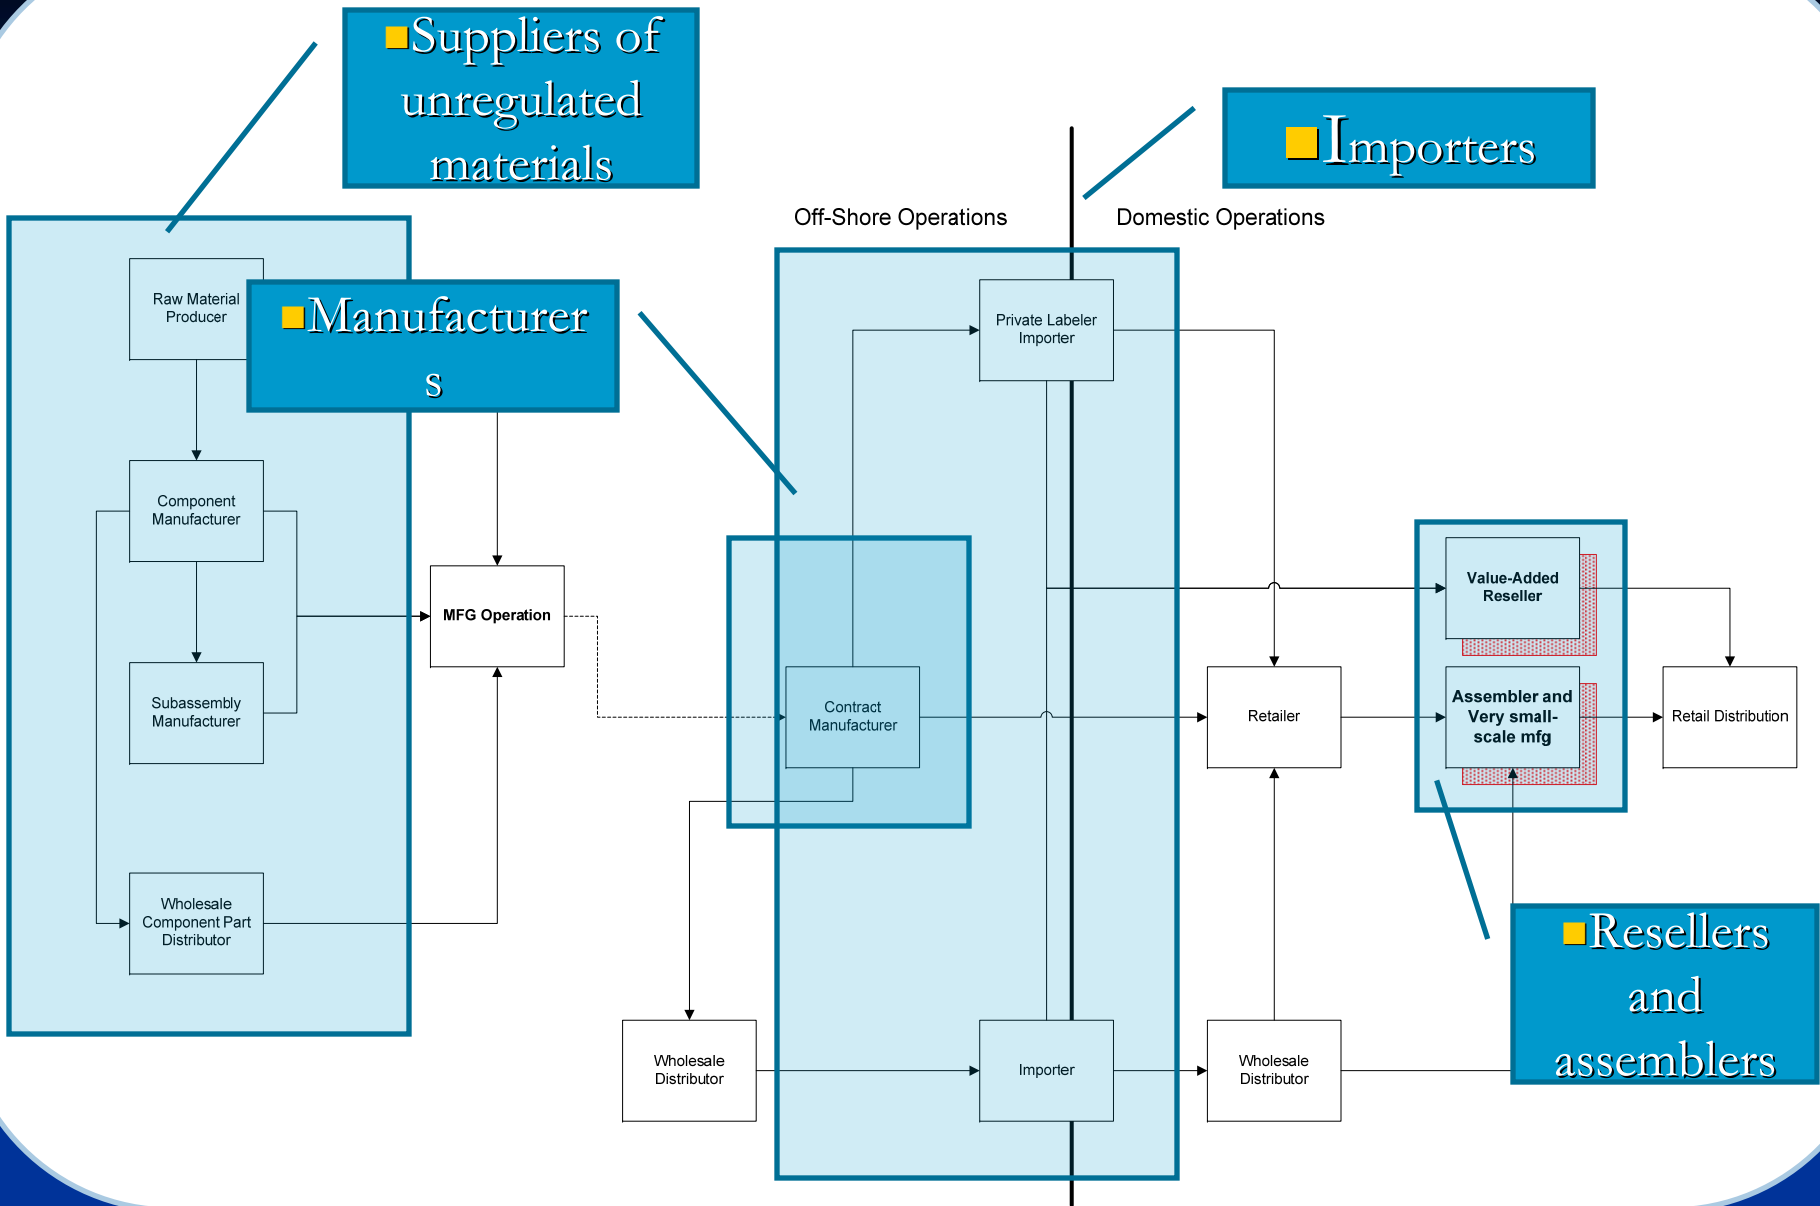 ■Suppliers of
unregulated
materials
■Importers
Off-Shore Operations
Domestic Operations
Raw Material
Producer
■Manufacturer
s
Private Labeler
Importer
Component
Manufacturer
MFG Operation
Value-Added
Reseller
Subassembly
Manufacturer
Contract
Manufacturer
Retailer
Assembler and
Very small-
scale mfg
Retail Distribution
Wholesale
Component Part
Distributor
■Resellers
and
assemblers
Wholesale
Distributor
Importer
Wholesale
Distributor